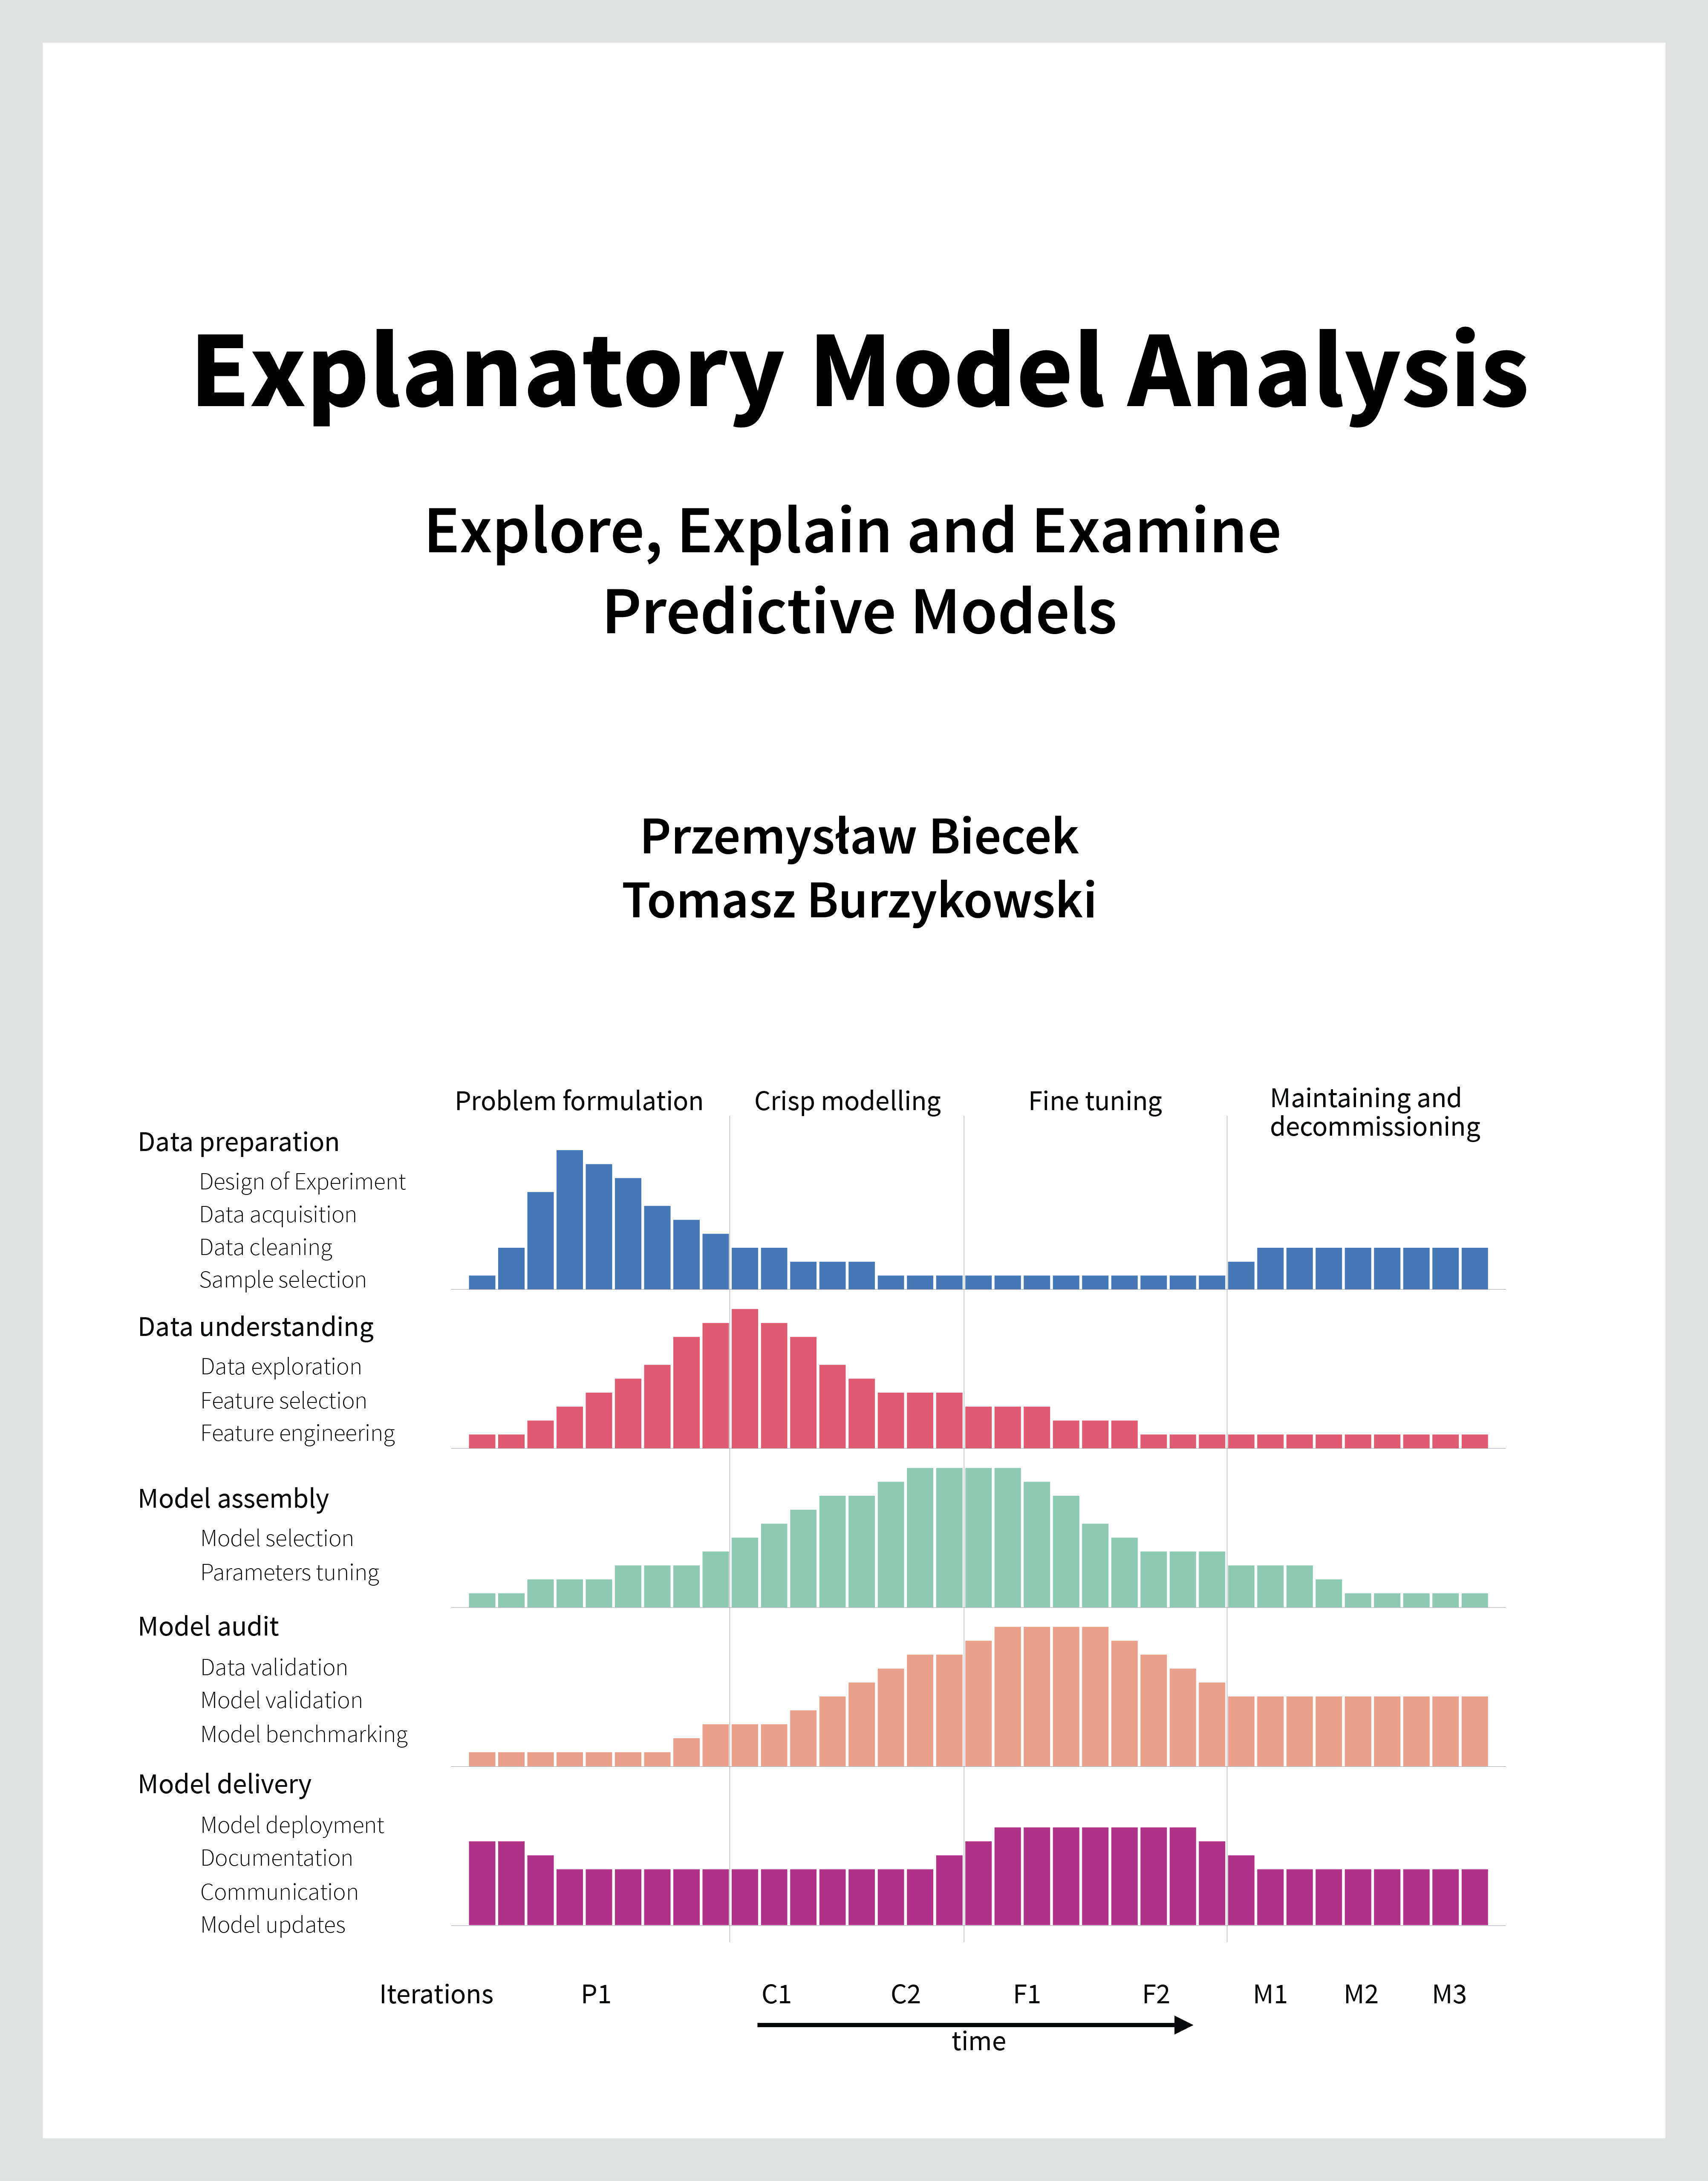 Explanatory Model Analysis
Explore, Explain and Examine
Predictive Models
Przemysław Biecek
Tomasz Burzykowski
Problem formulation
Crisp modelling
Fine tuning
Maintaining and
decommissioning
Data preparation
Design of Experiment
Data acquisition
Data cleaning
Sample selection
Data understanding
Data exploration
Feature selection
Feature engineering
Model assembly
Model selection
Parameters tuning
Model audit
Data validation
Model validation
Model benchmarking
Model delivery
Model deployment
Documentation
Communication
Model updates
Iterations P1 C1 C2 F1 F2 M1 M2 M3
time